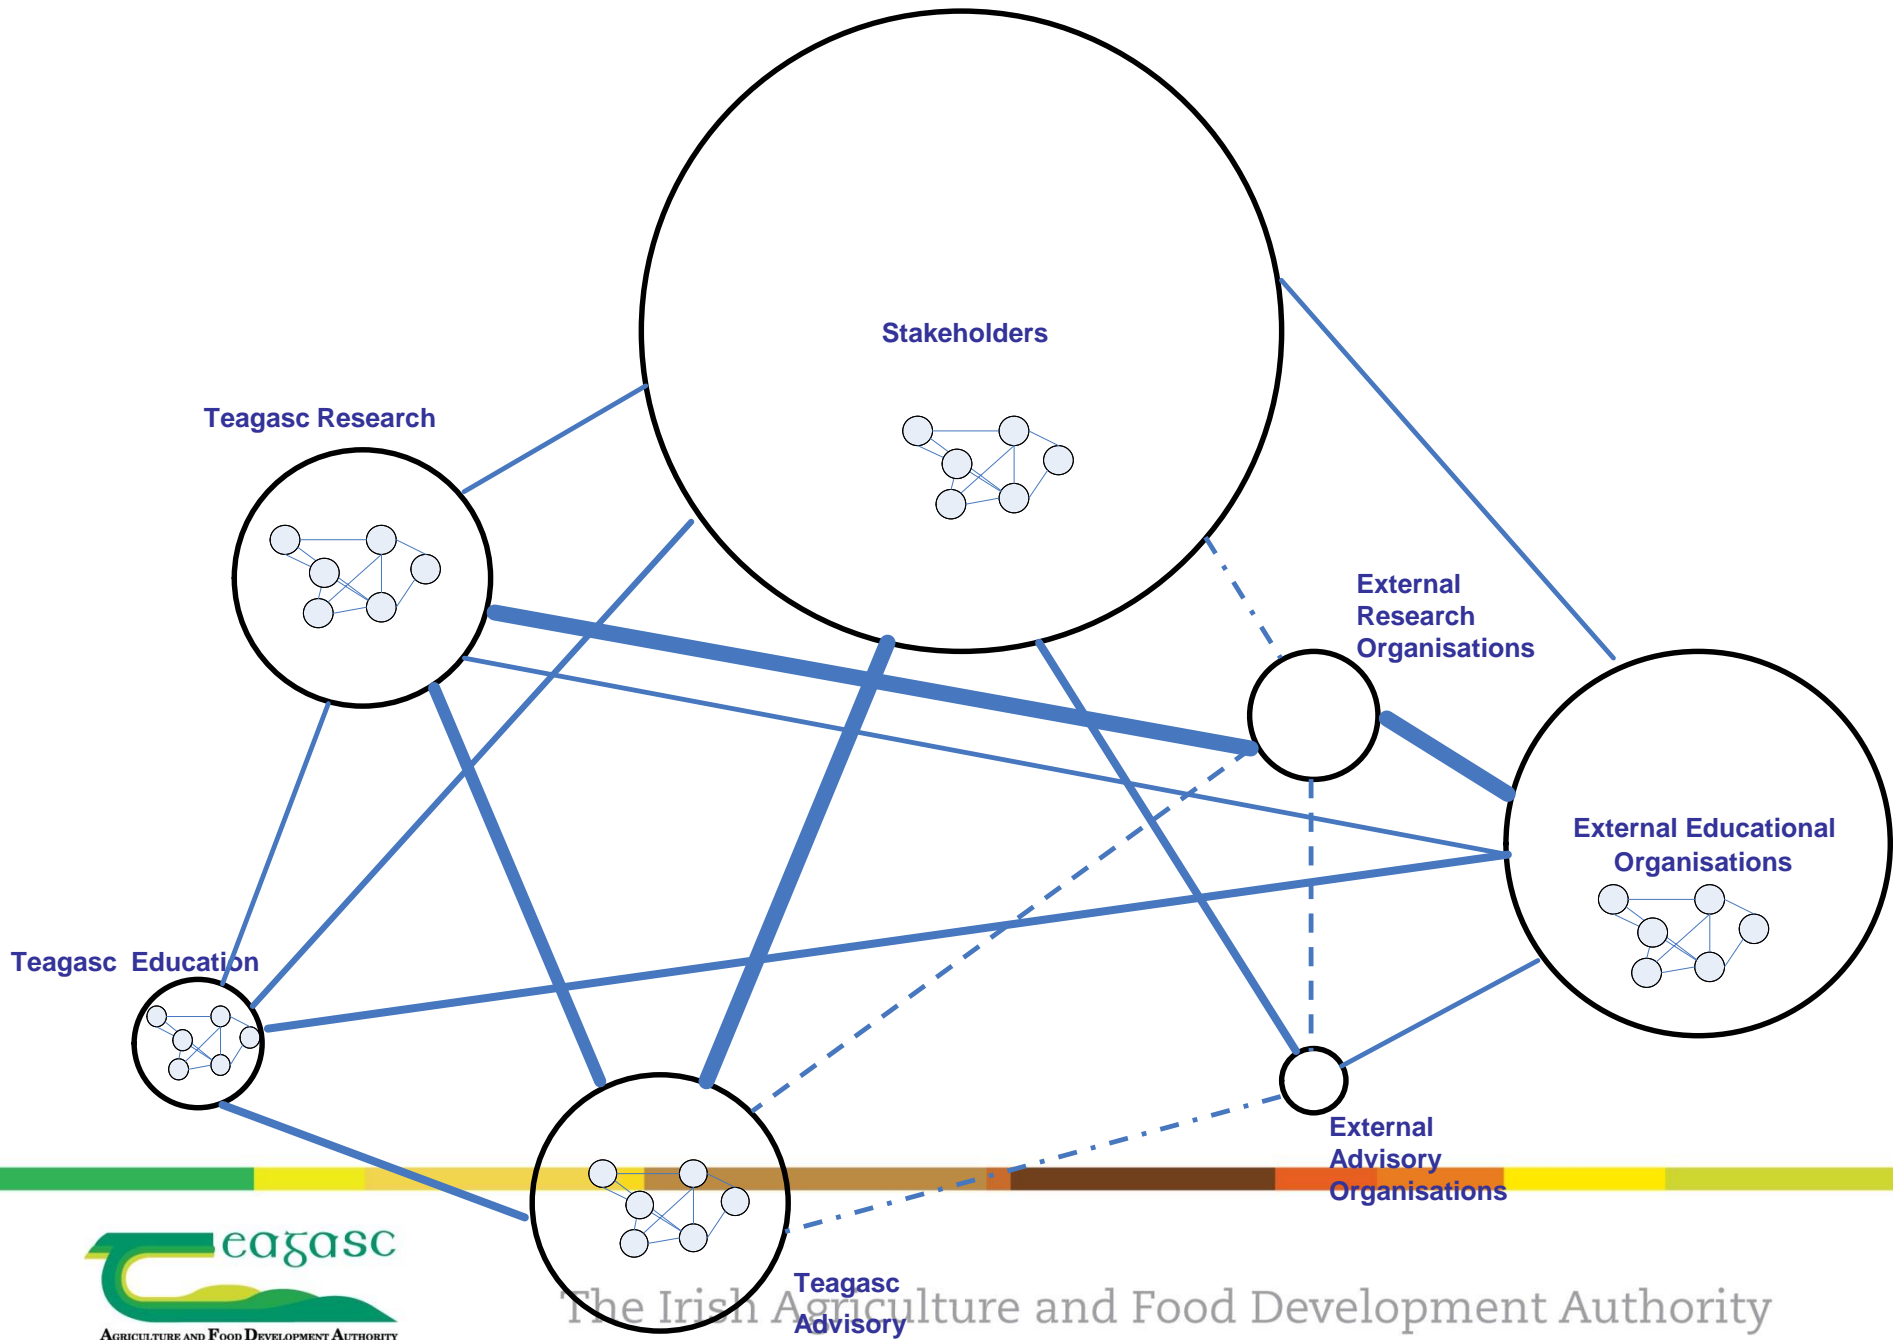 Stakeholders
Teagasc Research
External
Research
Organisations
External Educational
Organisations
Teagasc Education
External
Advisory
Organisations
Teagasc
Advisory
eagasc
AGRICULTURE AND FOOD DEVELOPMENT AUTHORITY
The Irish Agriculture and Food Development Authority